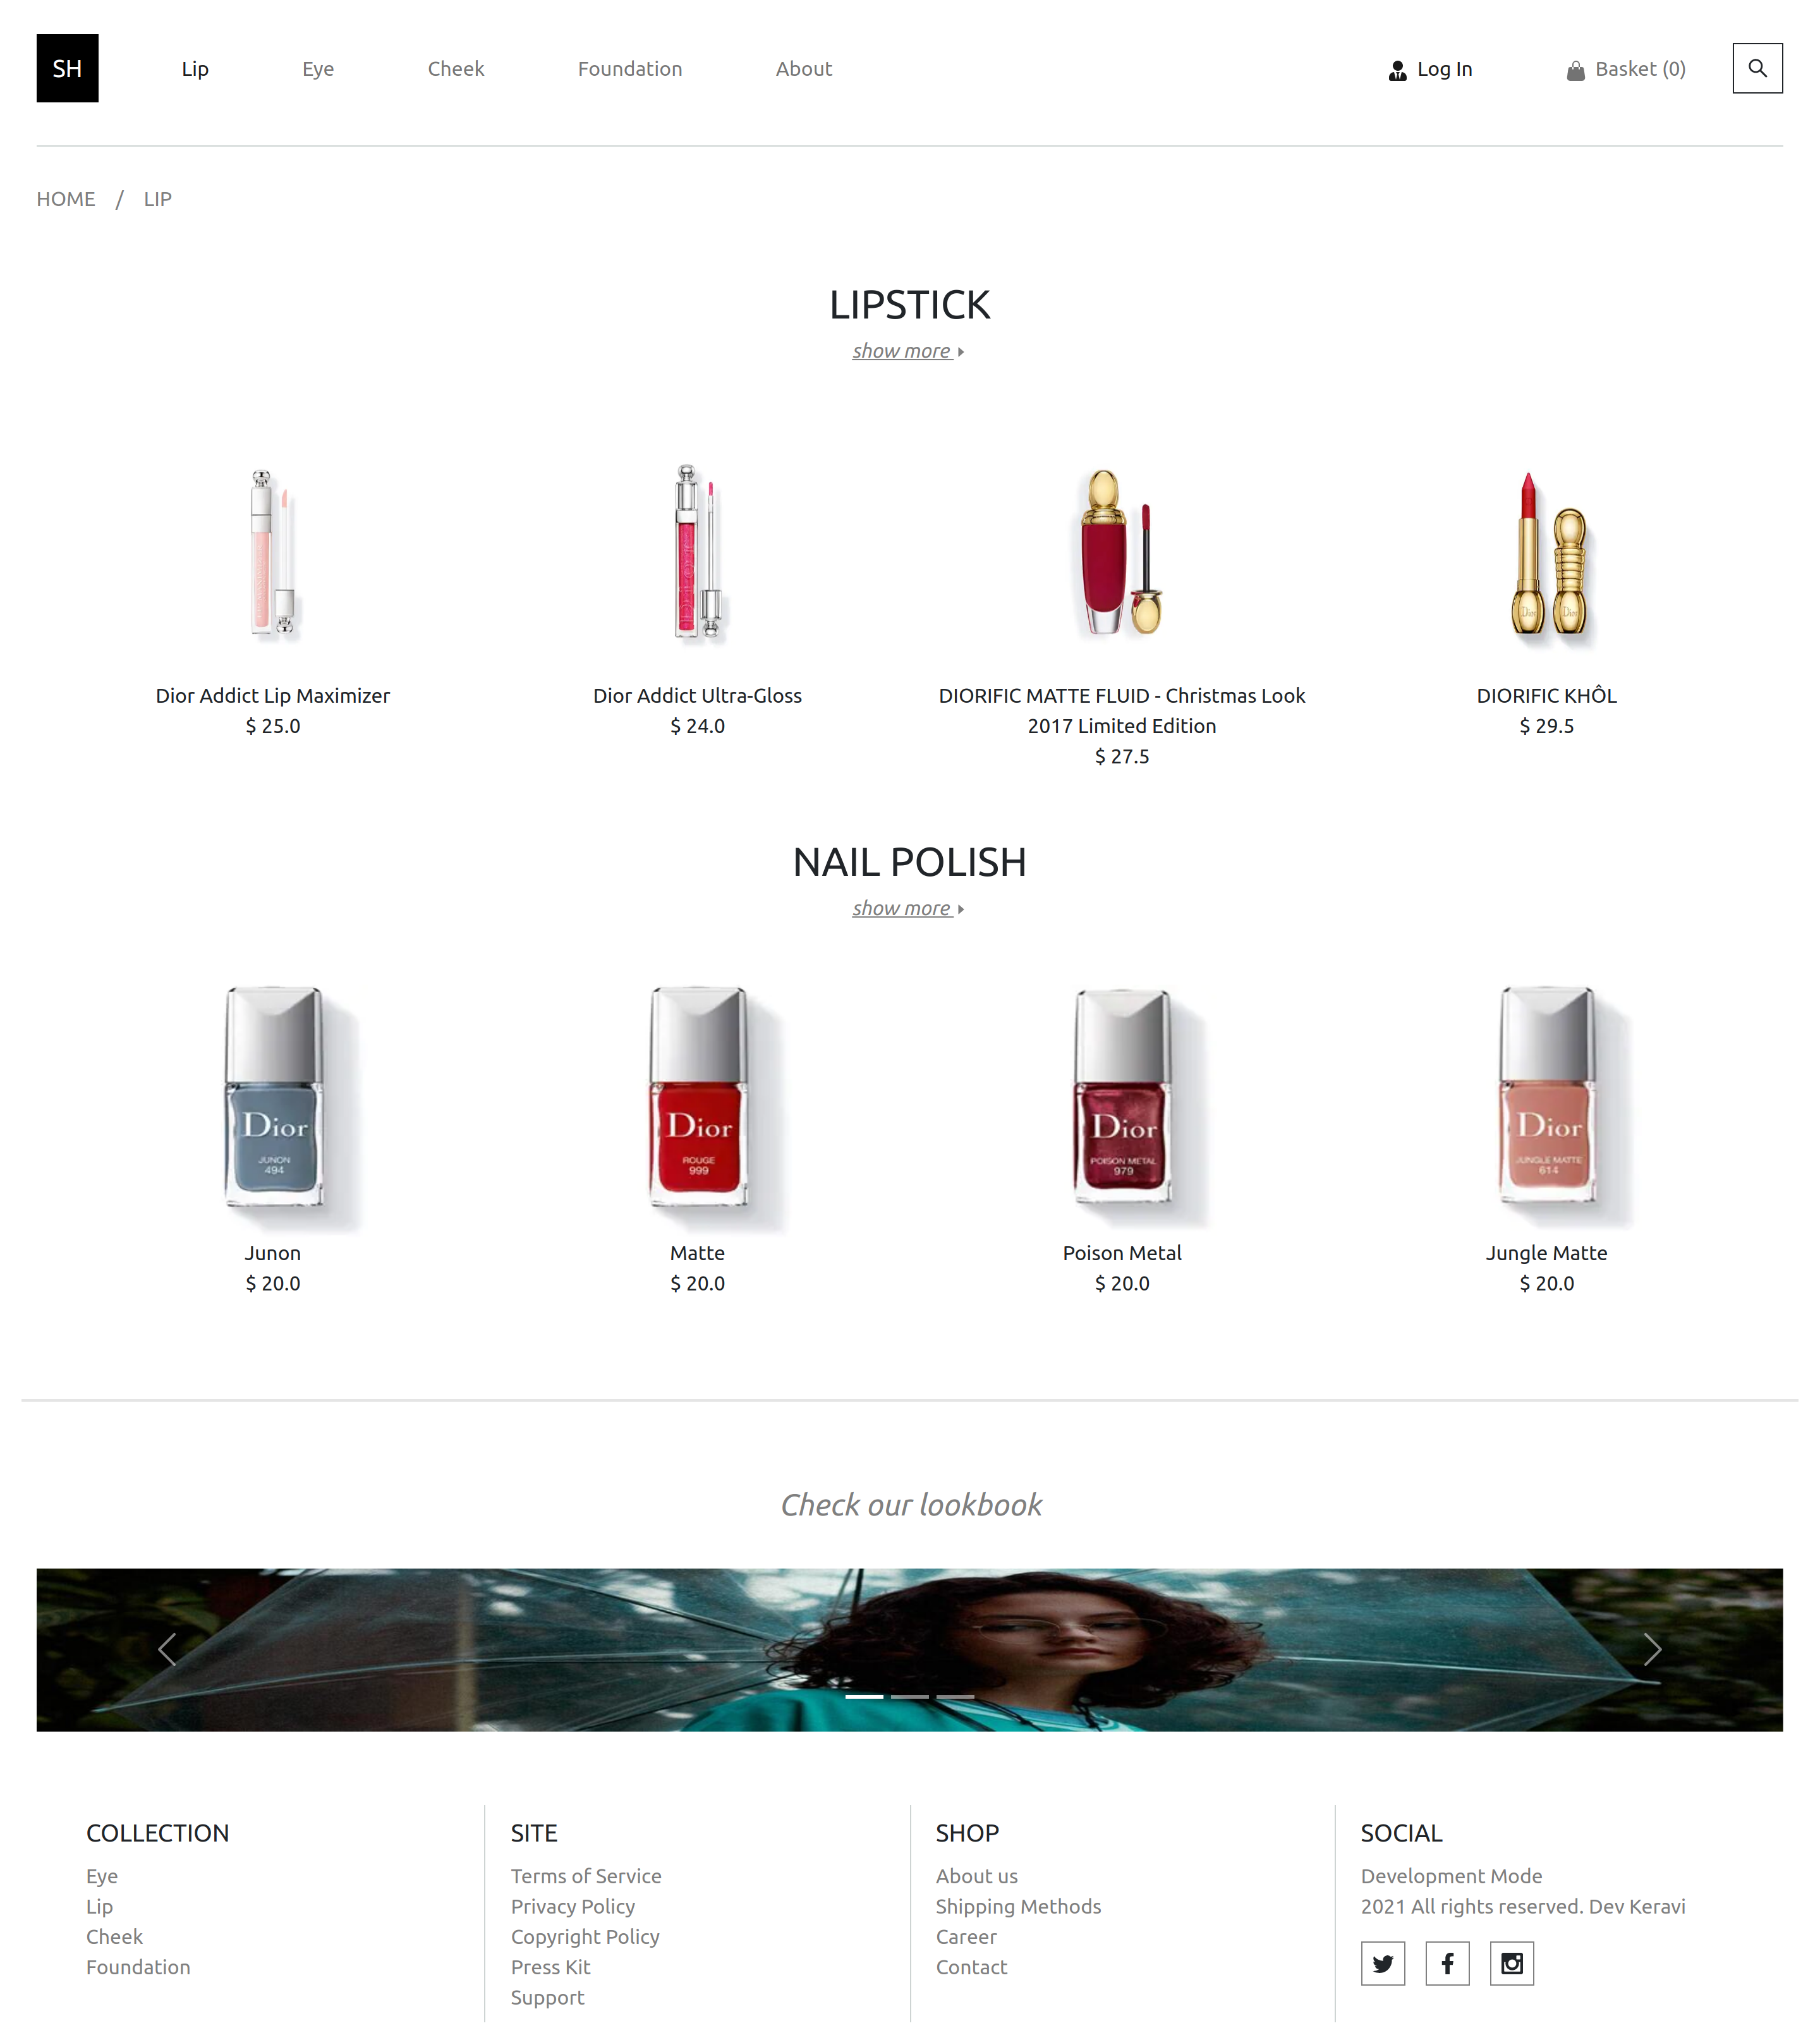 SH
Lip
Eye
Cheek
Foundation
About
Log In
Basket (0)
HOME / LIP
LIPSTICK
show more
Dior Dior
Dior Addict Lip Maximizer
$ 25.0
Dior Addict Ultra-Gloss
$ 24.0
DIORIFIC MATTE FLUID - Christmas Look
2017 Limited Edition
$ 27.5
DIORIFIC KHÔL
$ 29.5
NAIL POLISH
show more
Dior
JUNON
494
Dior
ROUGE
999
Dior
POISON METAL
979
Dior
JUNGLE MATTE
614
Junon
$ 20.0
Matte
$ 20.0
Poison Metal
$ 20.0
Jungle Matte
$ 20.0
Check our lookbook
COLLECTION
Eye
Lip
Cheek
Foundation
SITE
Terms of Service
Privacy Policy
Copyright Policy
Press Kit
Support
SHOP
About us
Shipping Methods
Career
Contact
SOCIAL
Development Mode
2021 All rights reserved. Dev Keravi